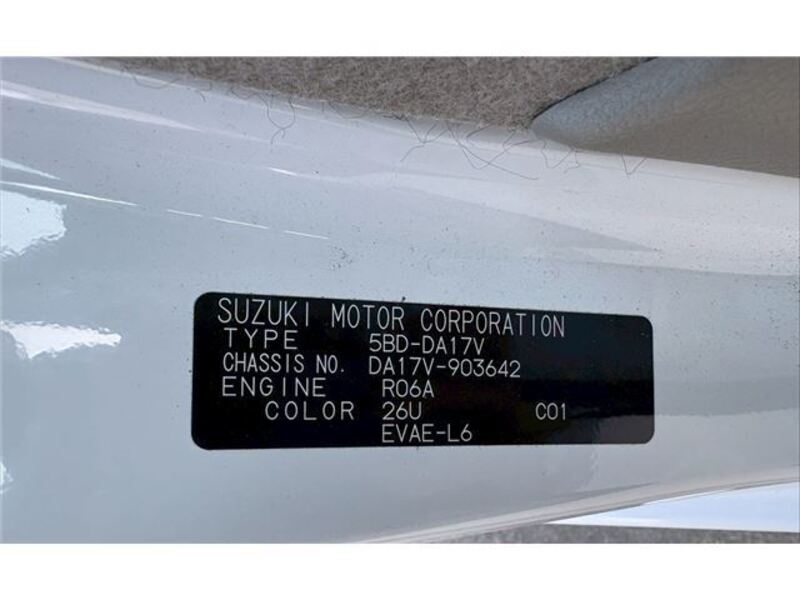 SUZUKI MOTOR CORPORATION
TYPE 5BD-DA17V
CHASSIS NO. DA17V-903642
ENGINE R06A
COLOR 26U C01
EVAE-L6